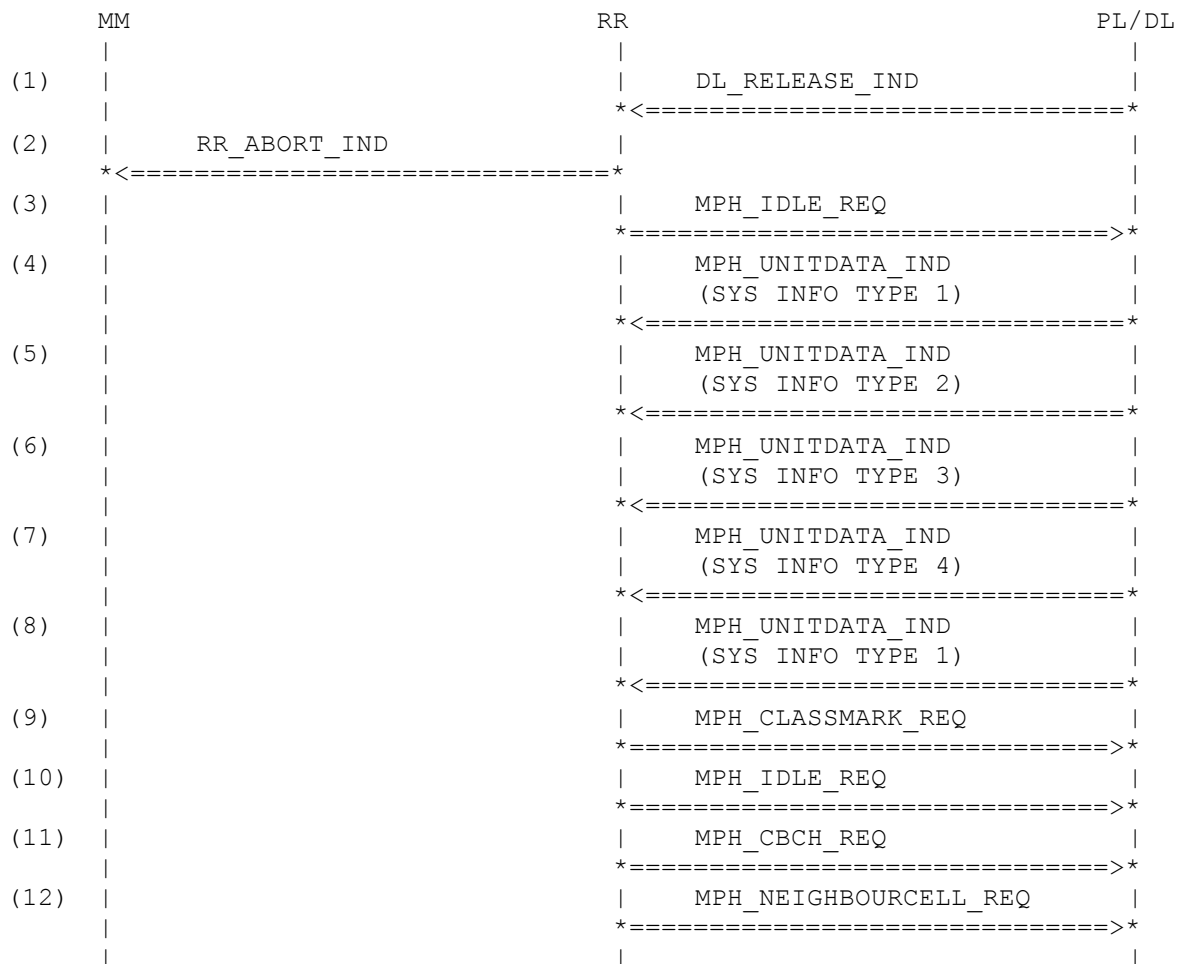 MM RR PL/DL
(1) DL_RELEASE_IND
(2) RR_ABORT_IND
(3) MPH_IDLE_REQ
(4) MPH_UNITDATA_IND
(SYS INFO TYPE 1)
(5) MPH_UNITDATA_IND
(SYS INFO TYPE 2)
(6) MPH_UNITDATA_IND
(SYS INFO TYPE 3)
(7) MPH_UNITDATA_IND
(SYS INFO TYPE 4)
(8) MPH_UNITDATA_IND
(SYS INFO TYPE 1)
(9) MPH_CLASSMARK_REQ
(10) MPH_IDLE_REQ
(11) MPH_CBCH_REQ
(12) MPH_NEIGHBOURCELL_REQ